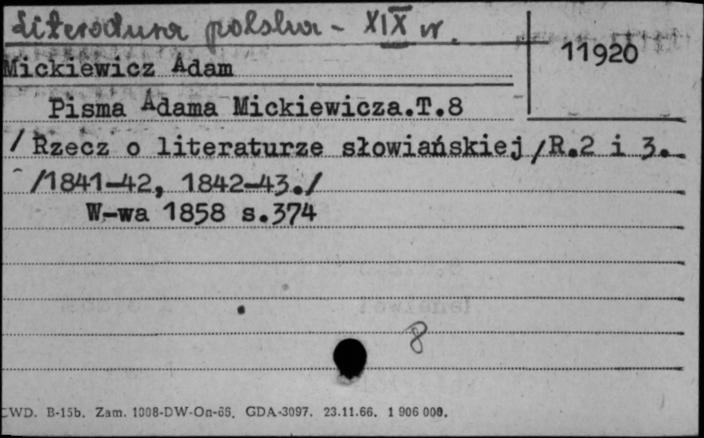 Literatura polska - XIX w.
11920
Mickiewicz Adam
Pisma Adama Mickiewicza.T.8
/Rzecz o literaturze słowiańskiej/R.2 i 3.
/1841-42, 1842-43./
W-wa 1858 s.374
8
CWD. B-15b. Zam. 1008-DW-On-66. GDA-3097. 23.11.66. 1 906 000.